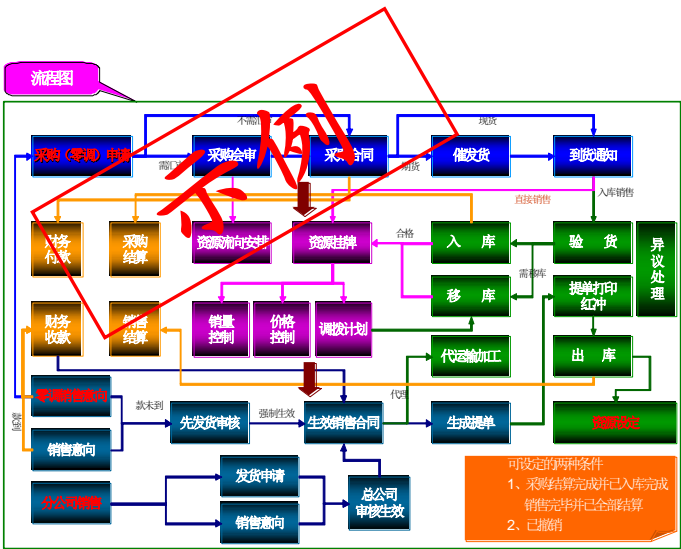 流程图
示例
不需汇审
现货
采购（零调）申请
需汇审
采购会审
采购合同
期货
催发货
到货通知
直接销售
入库销售
财务
付款
采购
结算
资源流向安排
资源挂牌
合格
入 库
验 货
异
议
处
理
需移库
移 库
提单打印
红冲
财务
收款
销售
结算
销量
控制
价格
控制
调拨计划
代运输加工
出 库
代理
款到
款未到
先发货审核
强制生效
生效销售合同
生成提单
销售意向
发货申请
分公司销售
总公司
审核生效
销售意向
可设定的两种条件
1、采购结算完成并已入库完成
销售完毕并已全部结算
2、已撤销